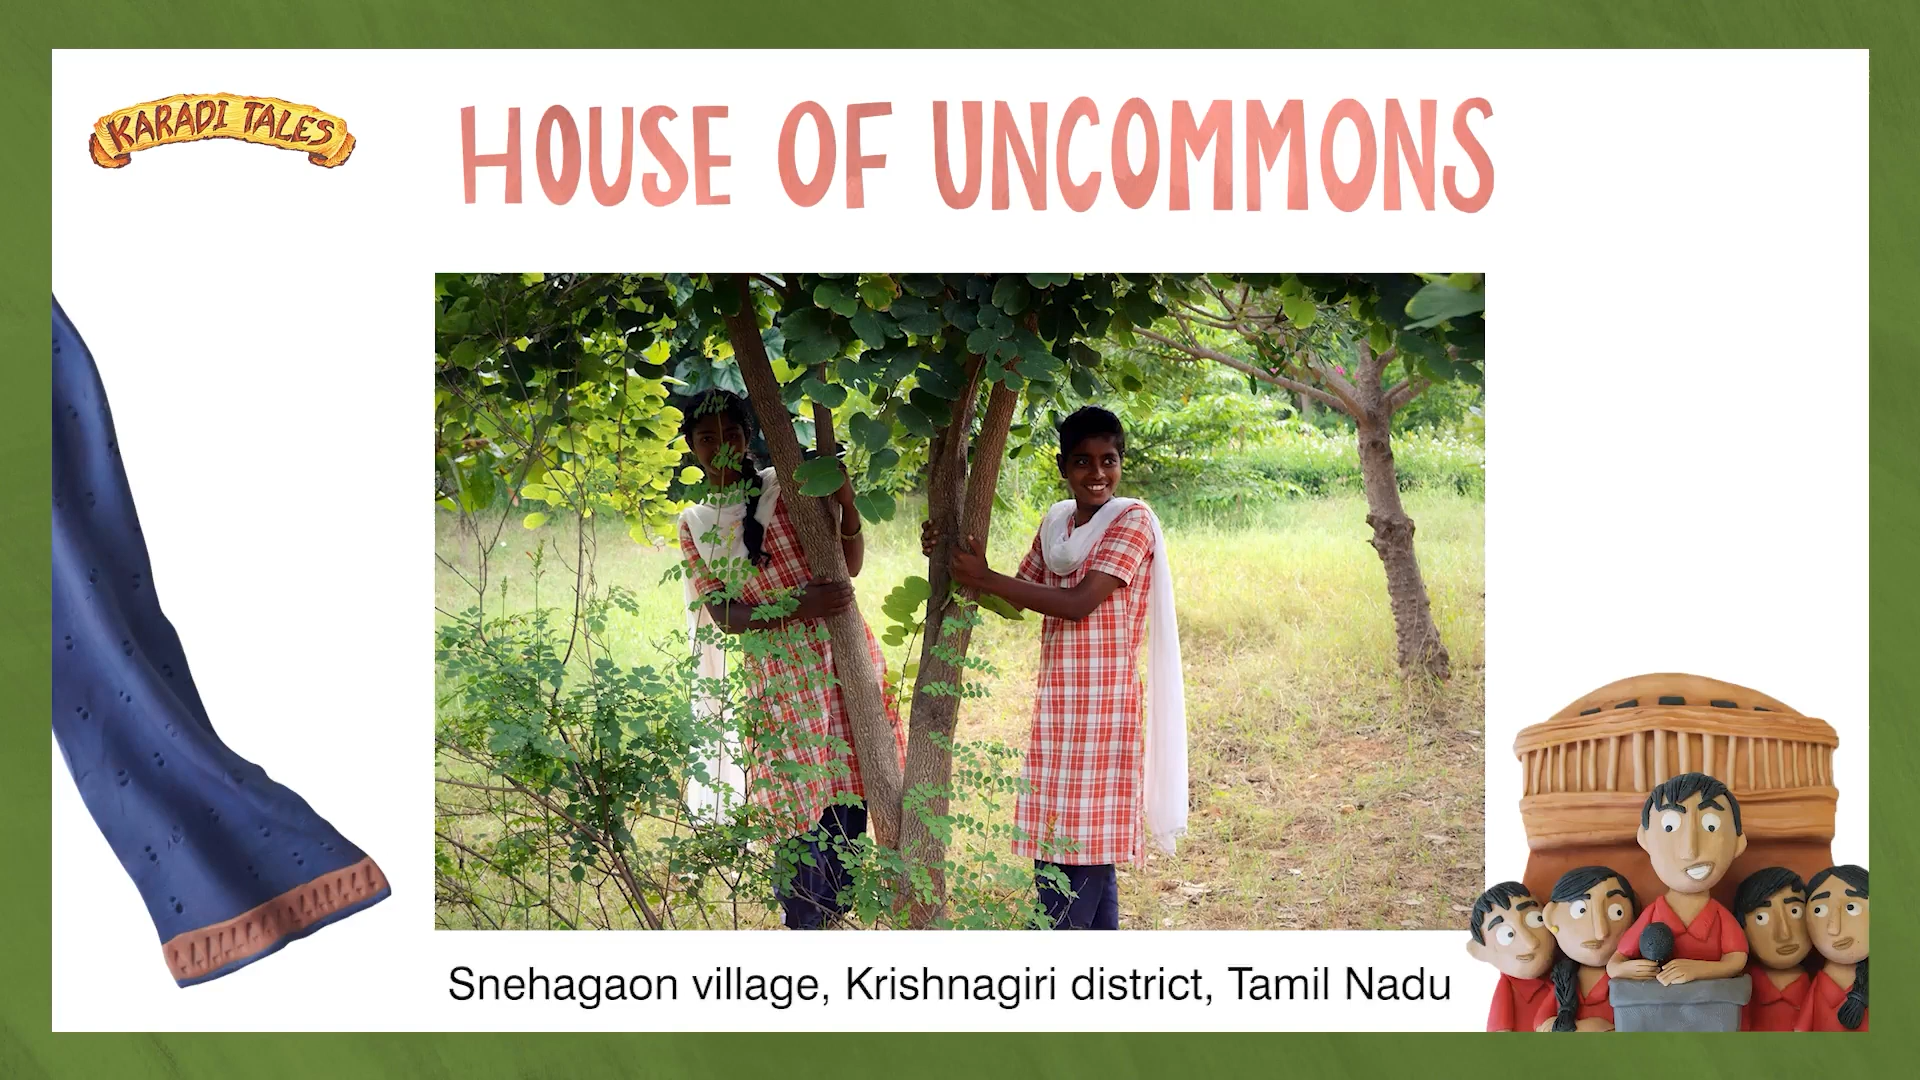 KARADI TALES
HOUSE OF UNCOMMONS
Snehagaon village, Krishnagiri district, Tamil Nadu